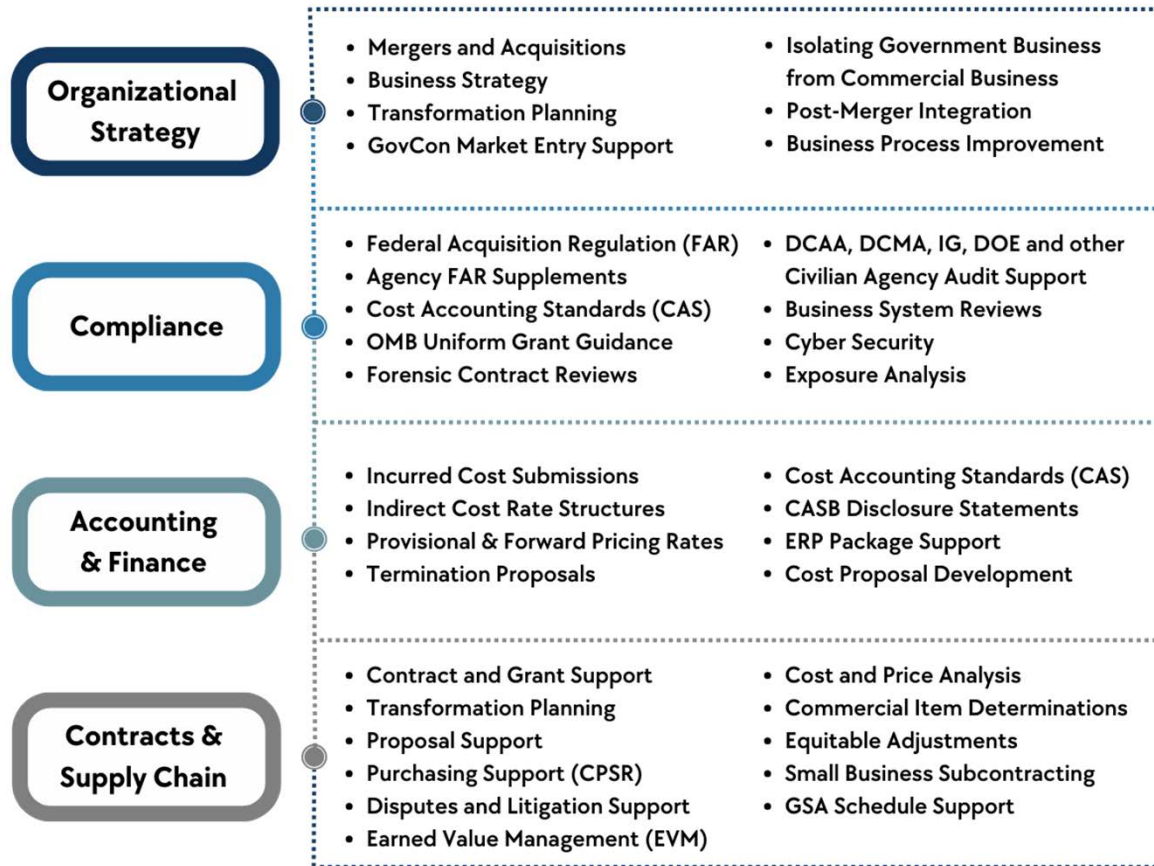 Organizational
Strategy
• Mergers and Acquisitions
• Business Strategy
• Transformation Planning
• GovCon Market Entry Support
• Isolating Government Business
from Commercial Business
• Post-Merger Integration
• Business Process Improvement
Compliance
• Federal Acquisition Regulation (FAR)
• Agency FAR Supplements
• Cost Accounting Standards (CAS)
• OMB Uniform Grant Guidance
• Forensic Contract Reviews
• DCAA, DCMA, IG, DOE and other
Civilian Agency Audit Support
• Business System Reviews
• Cyber Security
• Exposure Analysis
Accounting
& Finance
• Incurred Cost Submissions
• Indirect Cost Rate Structures
• Provisional & Forward Pricing Rates
• Termination Proposals
• Cost Accounting Standards (CAS)
• CASB Disclosure Statements
• ERP Package Support
• Cost Proposal Development
Contracts &
Supply Chain
• Contract and Grant Support
• Transformation Planning
• Proposal Support
• Purchasing Support (CPSR)
• Disputes and Litigation Support
• Earned Value Management (EVM)
• Cost and Price Analysis
• Commercial Item Determinations
• Equitable Adjustments
• Small Business Subcontracting
• GSA Schedule Support